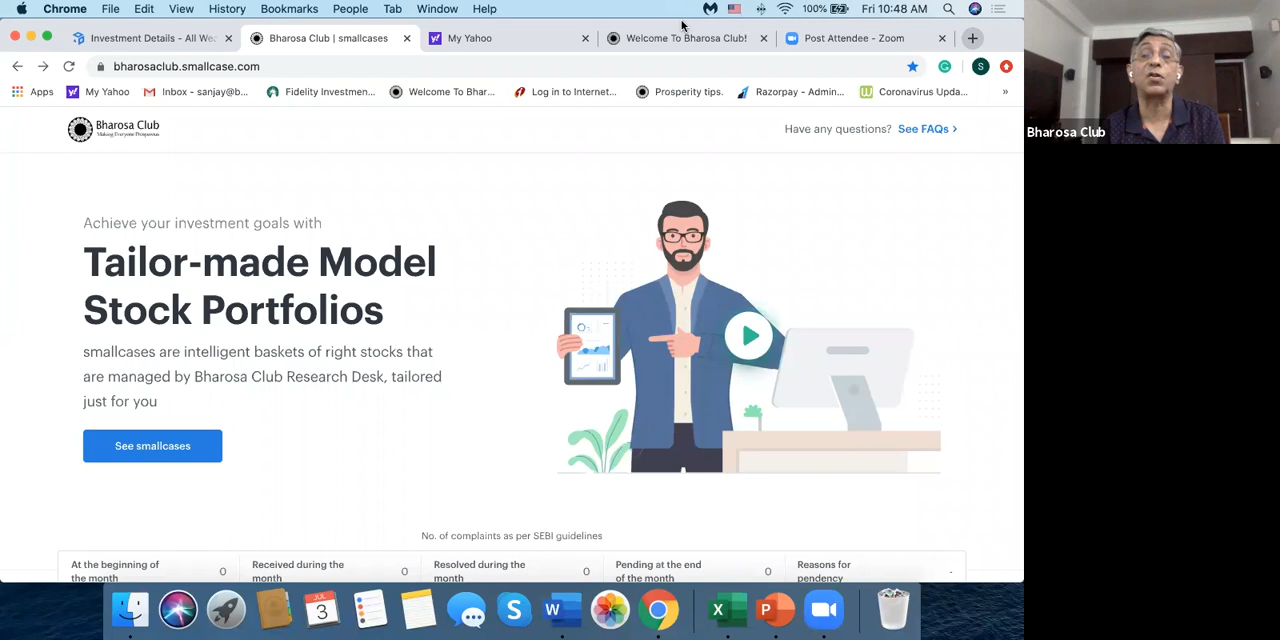 Chrome File Edit View History Bookmarks People Tab Window Help 100% Fri 10:48 AM
Investment Details - All We: Bharosa Club | smallcases My Yahoo Welcome To Bharosa Club! Post Attendee - Zoom
bharosaclub.smallcase.com S
Apps My Yahoo Inbox - sanjay@b... Fidelity Investmen... Welcome To Bhar... Log in to Internet... Prosperity tips. Razorpay - Admin... Coronavirus Upda... »
Bharosa Club
Making Everyone Prosperous
Have any questions? See FAQs >
Bharosa Club
Achieve your investment goals with
Tailor-made Model
Stock Portfolios
smallcases are intelligent baskets of right stocks that
are managed by Bharosa Club Research Desk, tailored
just for you
See smallcases
No. of complaints as per SEBI guidelines
At the beginning of
the month
0
Received during the
month
0
Resolved during the
month
0
Pending at the end
of the month
0
Reasons for
pendency
-
JUL
3
S W X P